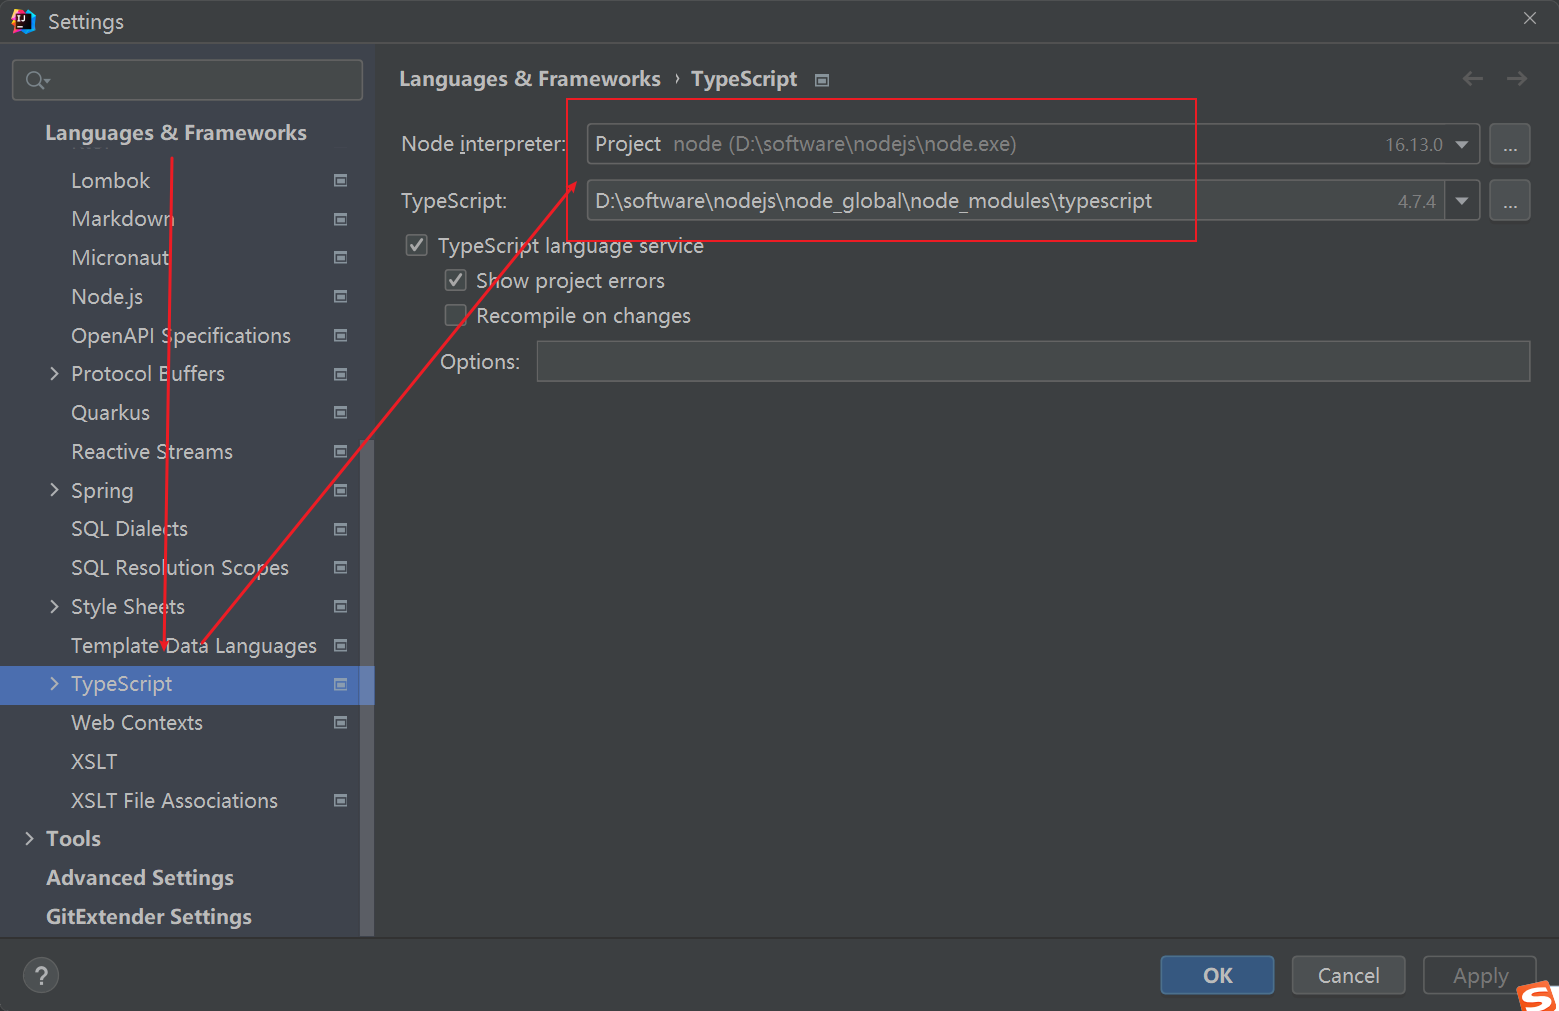 Settings
Languages & Frameworks › TypeScript
Languages & Frameworks
Lombok
Markdown
Micronaut
Node.js
OpenAPI Specifications
Protocol Buffers
Quarkus
Reactive Streams
Spring
SQL Dialects
SQL Resolution Scopes
Style Sheets
Template Data Languages
TypeScript
Web Contexts
XSLT
XSLT File Associations
Tools
Advanced Settings
GitExtender Settings
Node interpreter: Project node (D:\software\nodejs\node.exe) 16.13.0 ...
TypeScript: D:\software\nodejs\node_global\node_modules\typescript 4.7.4 ...
TypeScript language service
Show project errors
Recompile on changes
Options:
? OK Cancel Apply